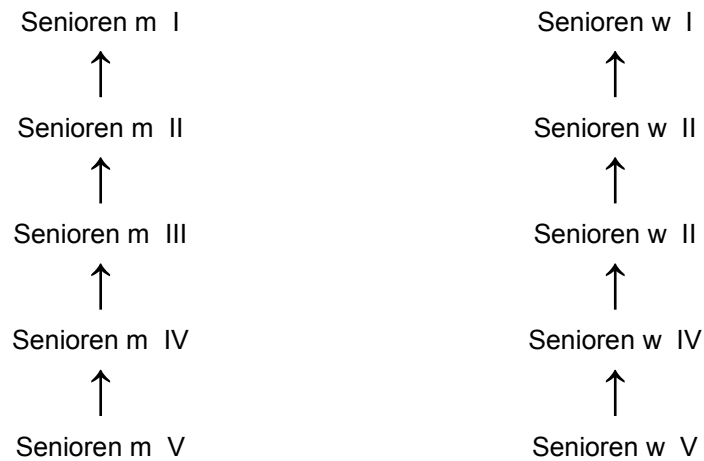 Senioren m I
Senioren w I
Senioren m II
Senioren w II
Senioren m III
Senioren w II
Senioren m IV
Senioren w IV
Senioren m V
Senioren w V